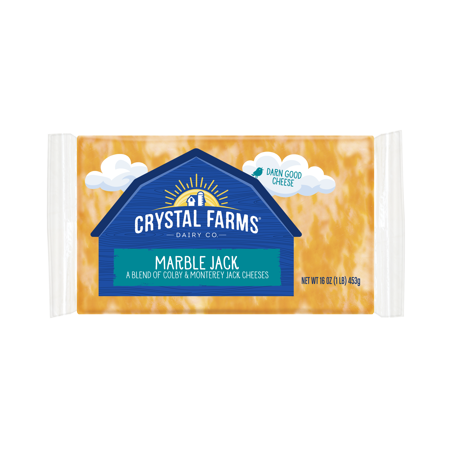 DARN GOOD
CHEESE
CRYSTAL FARMS®
DAIRY CO
MARBLE JACK
A BLEND OF COLBY & MONTEREY JACK CHEESES
NET WT 16 OZ (1 LB) 453g